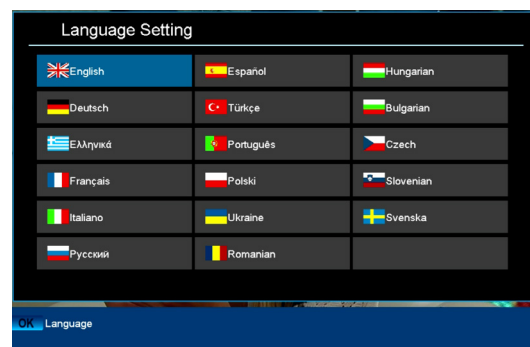 Language Setting
English
Español
Hungarian
Deutsch
Türkçe
Bulgarian
Ελληνικά
Português
Czech
Français
Polski
Slovenian
Italiano
Ukraine
Svenska
Русский
Romanian
OK Language